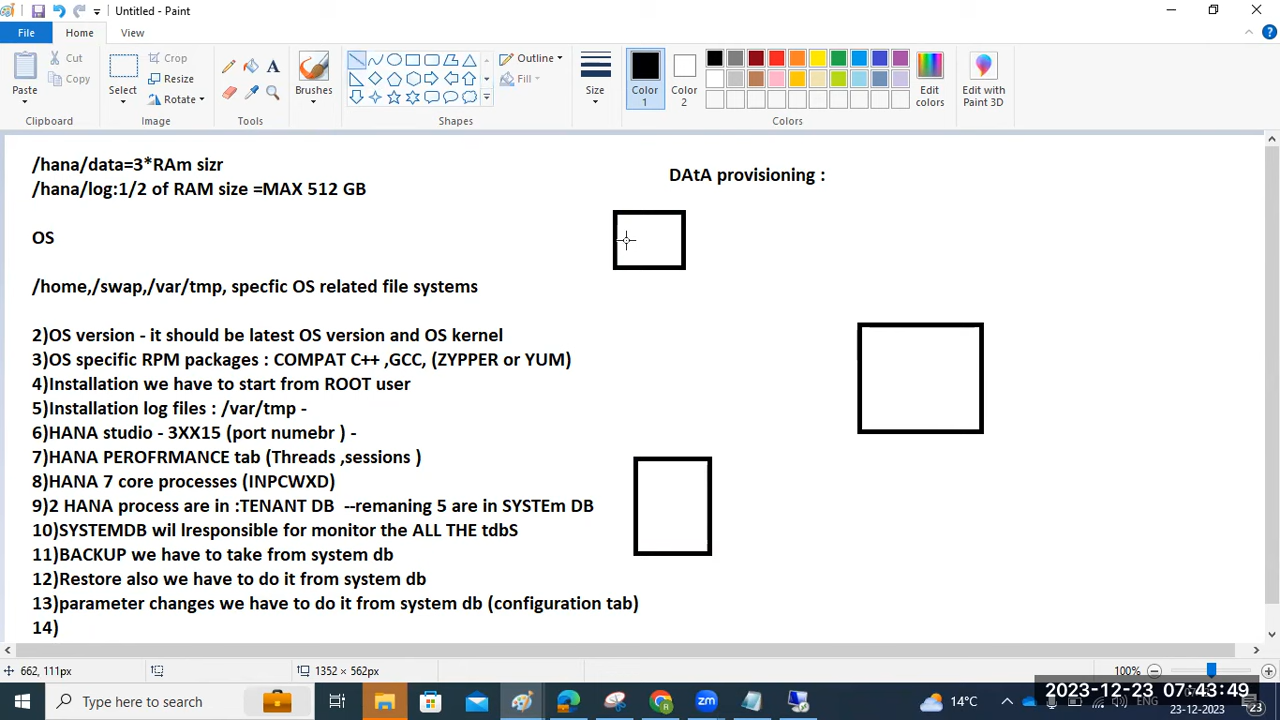 Untitled - Paint
File
Home
View
Paste
Cut
Copy
Clipboard
Select
Crop
Resize
Rotate
Image
Tools
Brushes
Shapes
Outline
Fill
Size
Color 1
Color 2
Colors
Edit colors
Edit with Paint 3D
/hana/data=3*RAm sizr
/hana/log:1/2 of RAM size =MAX 512 GB
OS
/home,/swap,/var/tmp, specfic OS related file systems
2)OS version - it should be latest OS version and OS kernel
3)OS specific RPM packages : COMPAT C++ ,GCC, (ZYPPER or YUM)
4)Installation we have to start from ROOT user
5)Installation log files : /var/tmp -
6)HANA studio - 3XX15 (port numebr ) -
7)HANA PEROFRMANCE tab (Threads ,sessions )
8)HANA 7 core processes (INPCWXD)
9)2 HANA process are in :TENANT DB --remaning 5 are in SYSTEm DB
10)SYSTEMDB wil lresponsible for monitor the ALL THE tdbS
11)BACKUP we have to take from system db
12)Restore also we have to do it from system db
13)parameter changes we have to do it from system db (configuration tab)
14)
DAtA provisioning :
662, 111px
1352 × 562px
100%
Type here to search
zm
14°C
ENG
2023-12-23 07:43:49
23-12-2023
23